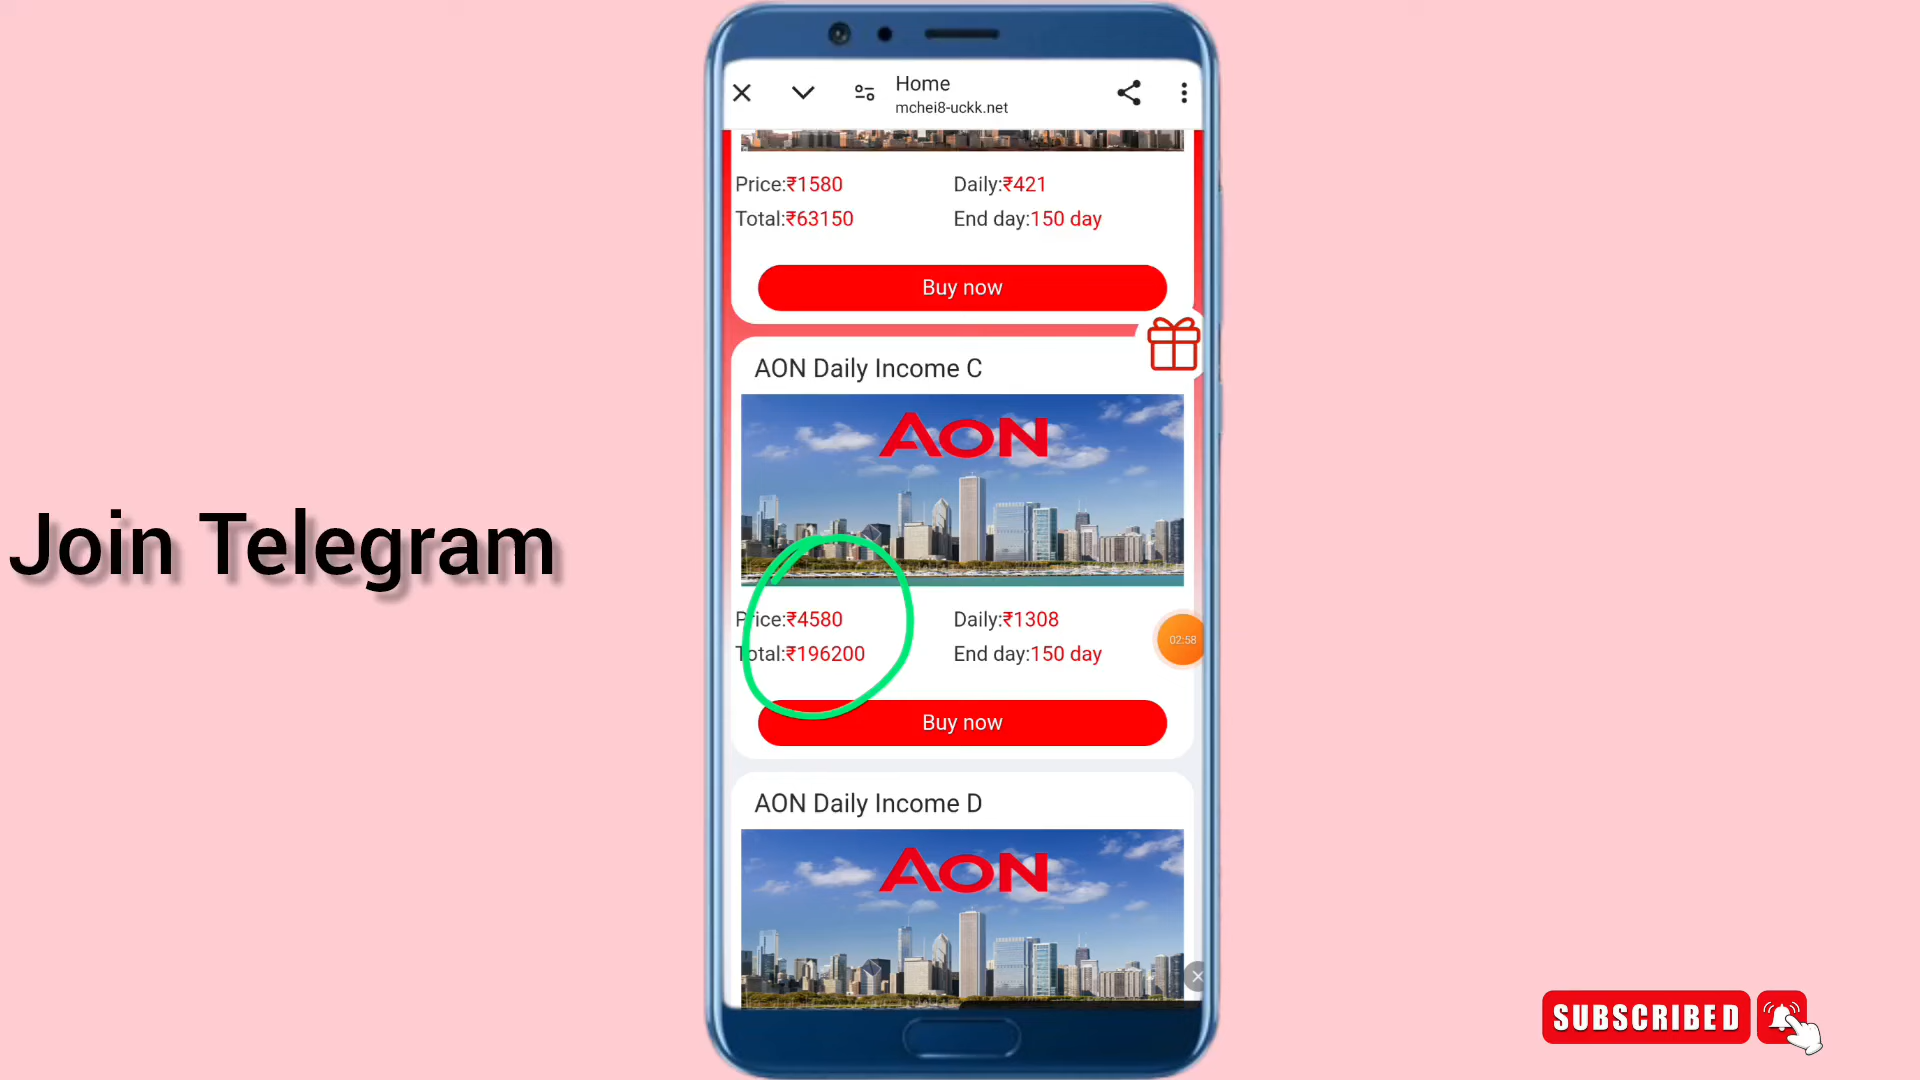 Home
mchei8-uckk.net
Price:₹1580 Daily:₹421
Total:₹63150 End day:150 day
Buy now
AON Daily Income C
AON
Price:₹4580 Daily:₹1308
02:58
Total:₹196200 End day:150 day
Buy now
AON Daily Income D
AON
Join Telegram
SUBSCRIBED